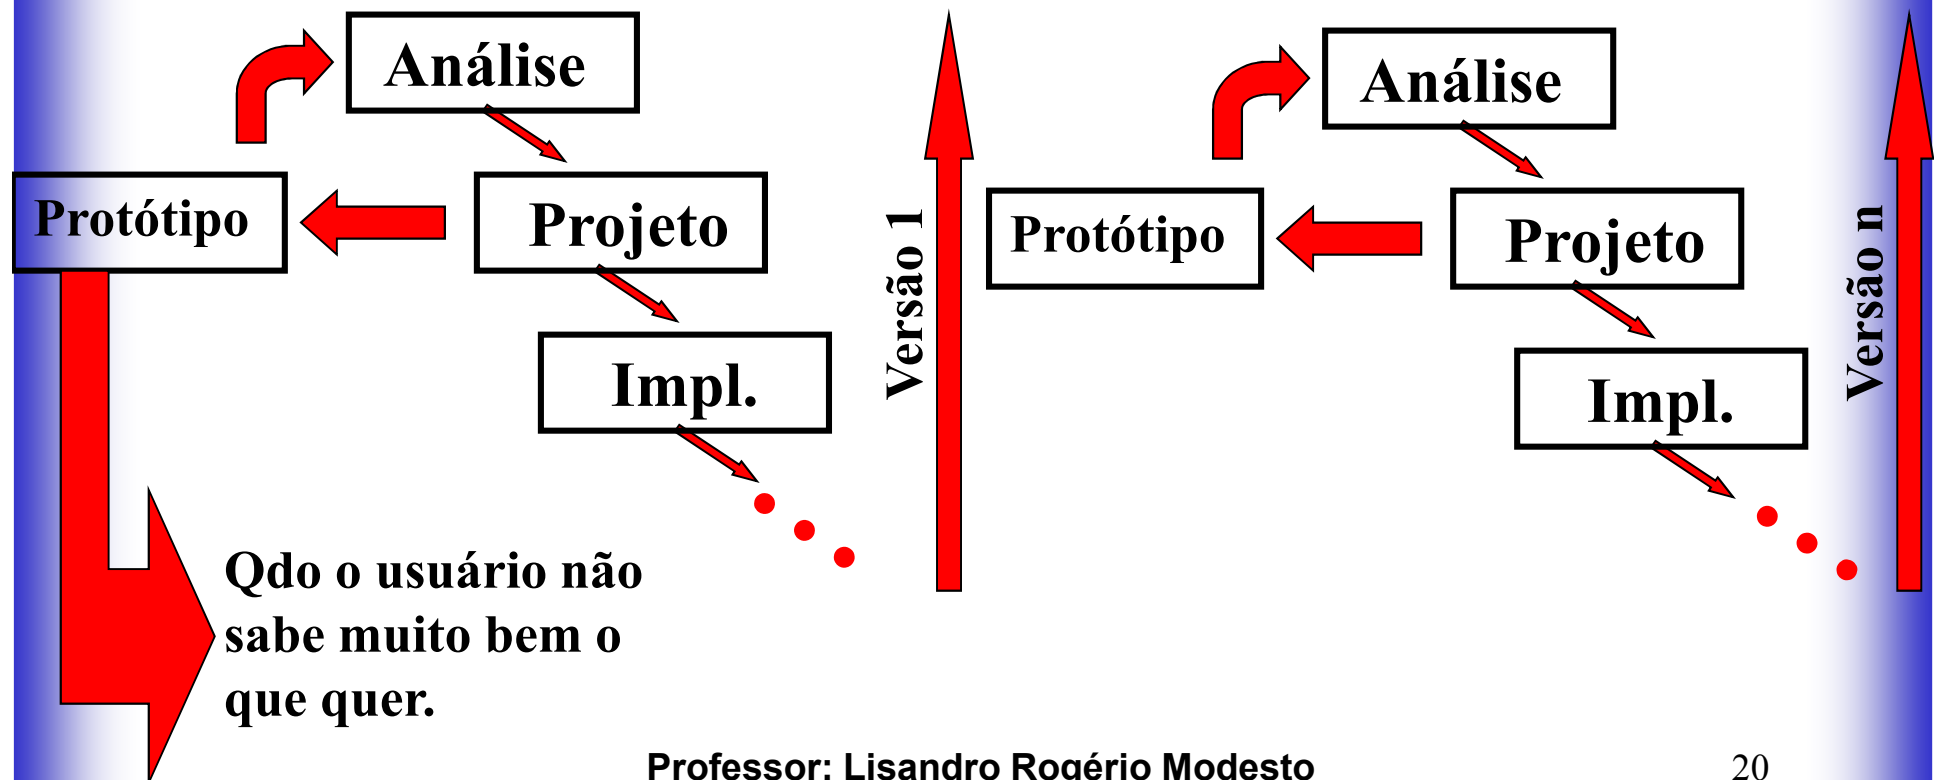 Análise
Protótipo
Projeto
Impl.
Versão 1
Análise
Protótipo
Projeto
Impl.
Versão n
Qdo o usuário não
sabe muito bem o
que quer.
Professor: Lisandro Rogério Modesto
20